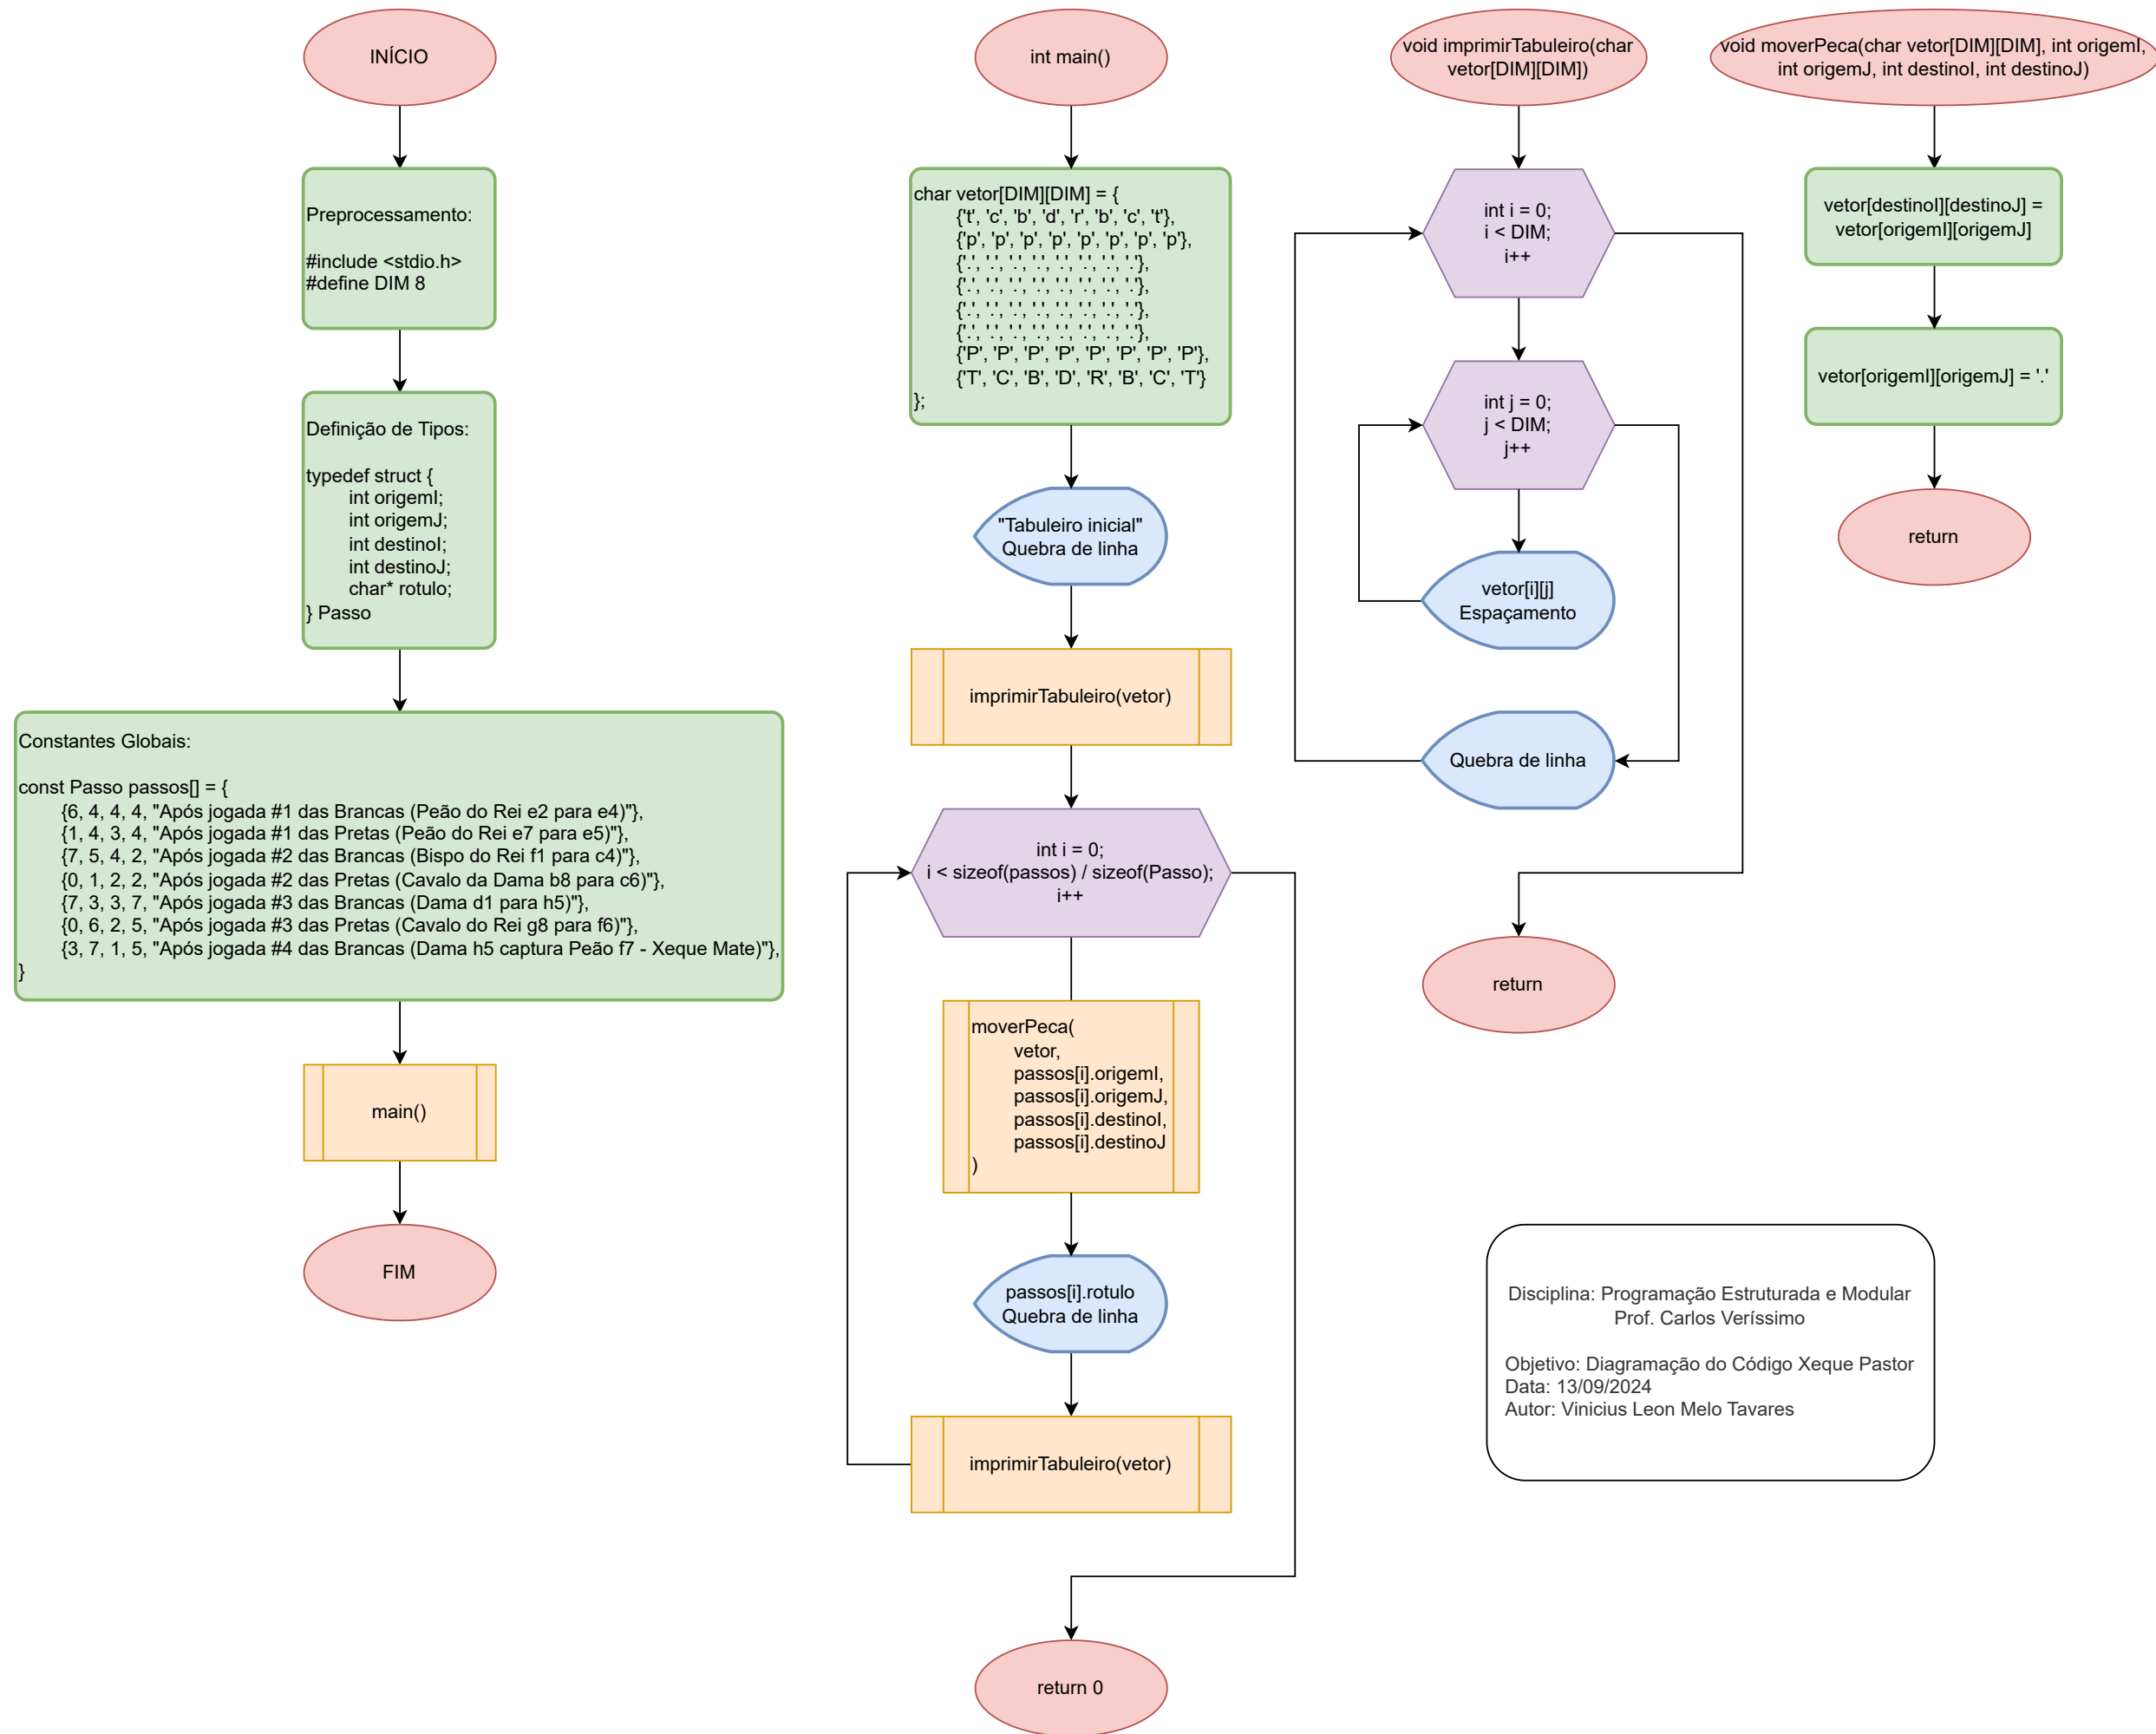 INÍCIO
Preprocessamento:
#include <stdio.h>
#define DIM 8
Definição de Tipos:
typedef struct {
int origemI;
int origemJ;
int destinoI;
int destinoJ;
char* rotulo;
} Passo
Constantes Globais:
const Passo passos[] = {
{6, 4, 4, 4, "Após jogada #1 das Brancas (Peão do Rei e2 para e4)"},
{1, 4, 3, 4, "Após jogada #1 das Pretas (Peão do Rei e7 para e5)"},
{7, 5, 4, 2, "Após jogada #2 das Brancas (Bispo do Rei f1 para c4)"},
{0, 1, 2, 2, "Após jogada #2 das Pretas (Cavalo da Dama b8 para c6)"},
{7, 3, 3, 7, "Após jogada #3 das Brancas (Dama d1 para h5)"},
{0, 6, 2, 5, "Após jogada #3 das Pretas (Cavalo do Rei g8 para f6)"},
{3, 7, 1, 5, "Após jogada #4 das Brancas (Dama h5 captura Peão f7 - Xeque Mate)"},
}
main()
FIM
int main()
char vetor[DIM][DIM] = {
{'t', 'c', 'b', 'd', 'r', 'b', 'c', 't'},
{'p', 'p', 'p', 'p', 'p', 'p', 'p', 'p'},
{'.', '.', '.', '.', '.', '.', '.', '.'},
{'.', '.', '.', '.', '.', '.', '.', '.'},
{'.', '.', '.', '.', '.', '.', '.', '.'},
{'.', '.', '.', '.', '.', '.', '.', '.'},
{'P', 'P', 'P', 'P', 'P', 'P', 'P', 'P'},
{'T', 'C', 'B', 'D', 'R', 'B', 'C', 'T'}
};
"Tabuleiro inicial"
Quebra de linha
imprimirTabuleiro(vetor)
int i = 0;
i < sizeof(passos) / sizeof(Passo);
i++
moverPeca(
vetor,
passos[i].origemI,
passos[i].origemJ,
passos[i].destinoI,
passos[i].destinoJ
)
passos[i].rotulo
Quebra de linha
imprimirTabuleiro(vetor)
return 0
void imprimirTabuleiro(char
vetor[DIM][DIM])
int i = 0;
i < DIM;
i++
int j = 0;
j < DIM;
j++
vetor[i][j]
Espaçamento
Quebra de linha
return
void moverPeca(char vetor[DIM][DIM], int origemI,
int origemJ, int destinoI, int destinoJ)
vetor[destinoI][destinoJ] =
vetor[origemI][origemJ]
vetor[origemI][origemJ] = '.'
return
Disciplina: Programação Estruturada e Modular
Prof. Carlos Veríssimo
Objetivo: Diagramação do Código Xeque Pastor
Data: 13/09/2024
Autor: Vinicius Leon Melo Tavares